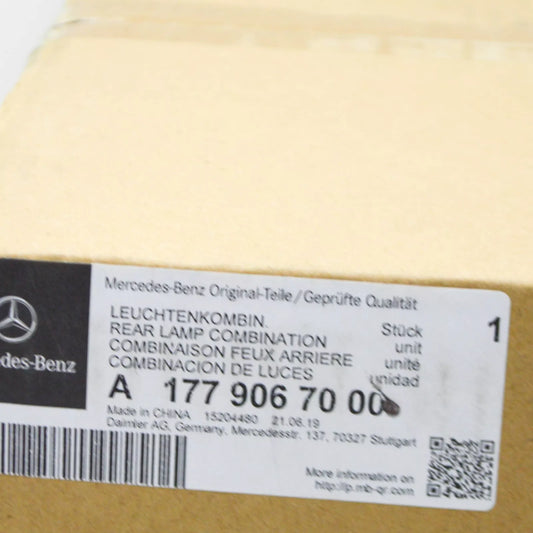 Mercedes-Benz Original-Teile/Geprüfte Qualität
LEUCHTENKOMBIN. Stück 1
REAR LAMP COMBINATION unit
COMBINAISON FEUX ARRIERE unité
COMBINACION DE LUCES unidad
des-Benz
A 177 906 70 00
Made in CHINA 15204480 21.06.19
Daimler AG, Germany, Mercedesstr. 137, 70327 Stuttgart
More information on
http://p.mb-qr.com